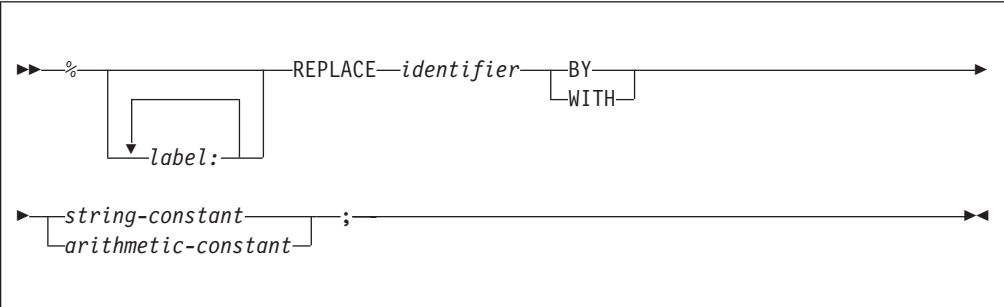 % REPLACE identifier BY
WITH
label:
string-constant ;
arithmetic-constant